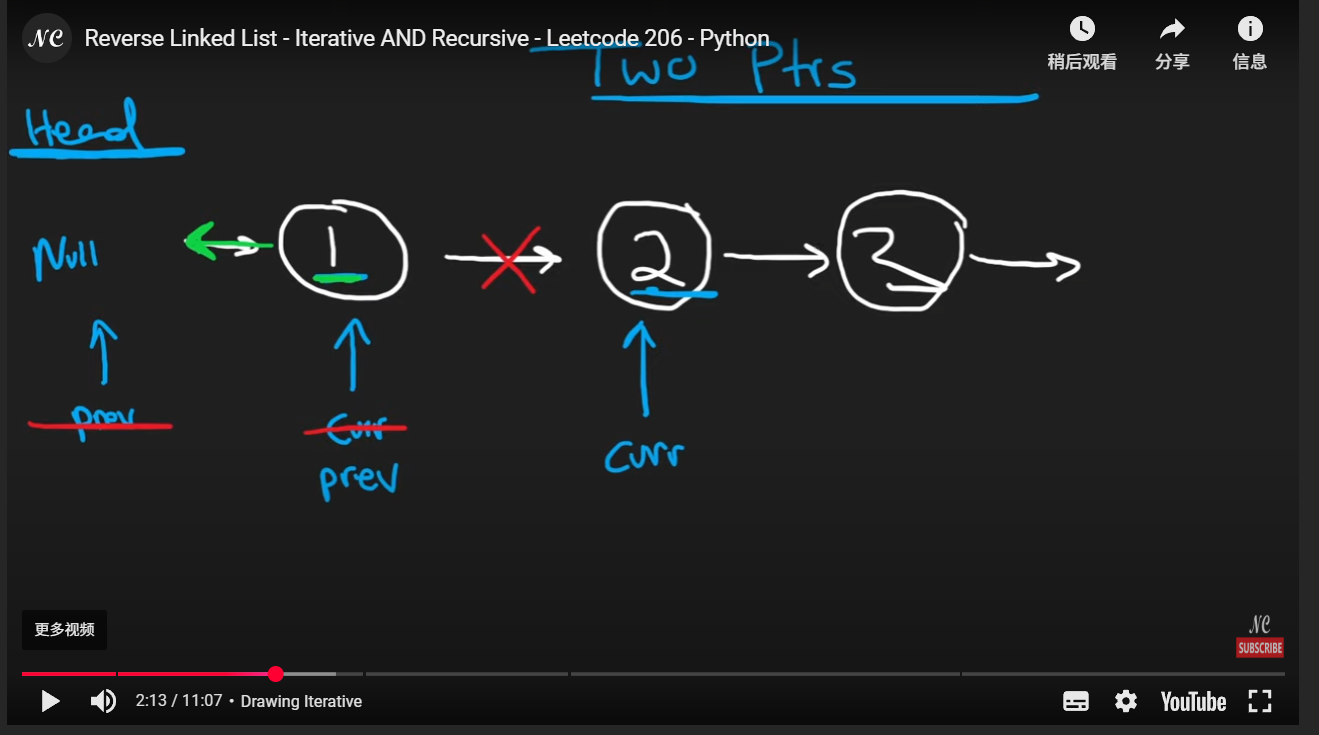 NC
Reverse Linked List - Iterative AND Recursive - Leetcode 206 - Python
稍后观看
分享
信息
Two Ptrs
Head
Null
1
2
3
prev
Curr
prev
Curr
更多视频
NC
SUBSCRIBE
2:13 / 11:07 • Drawing Iterative
YouTube